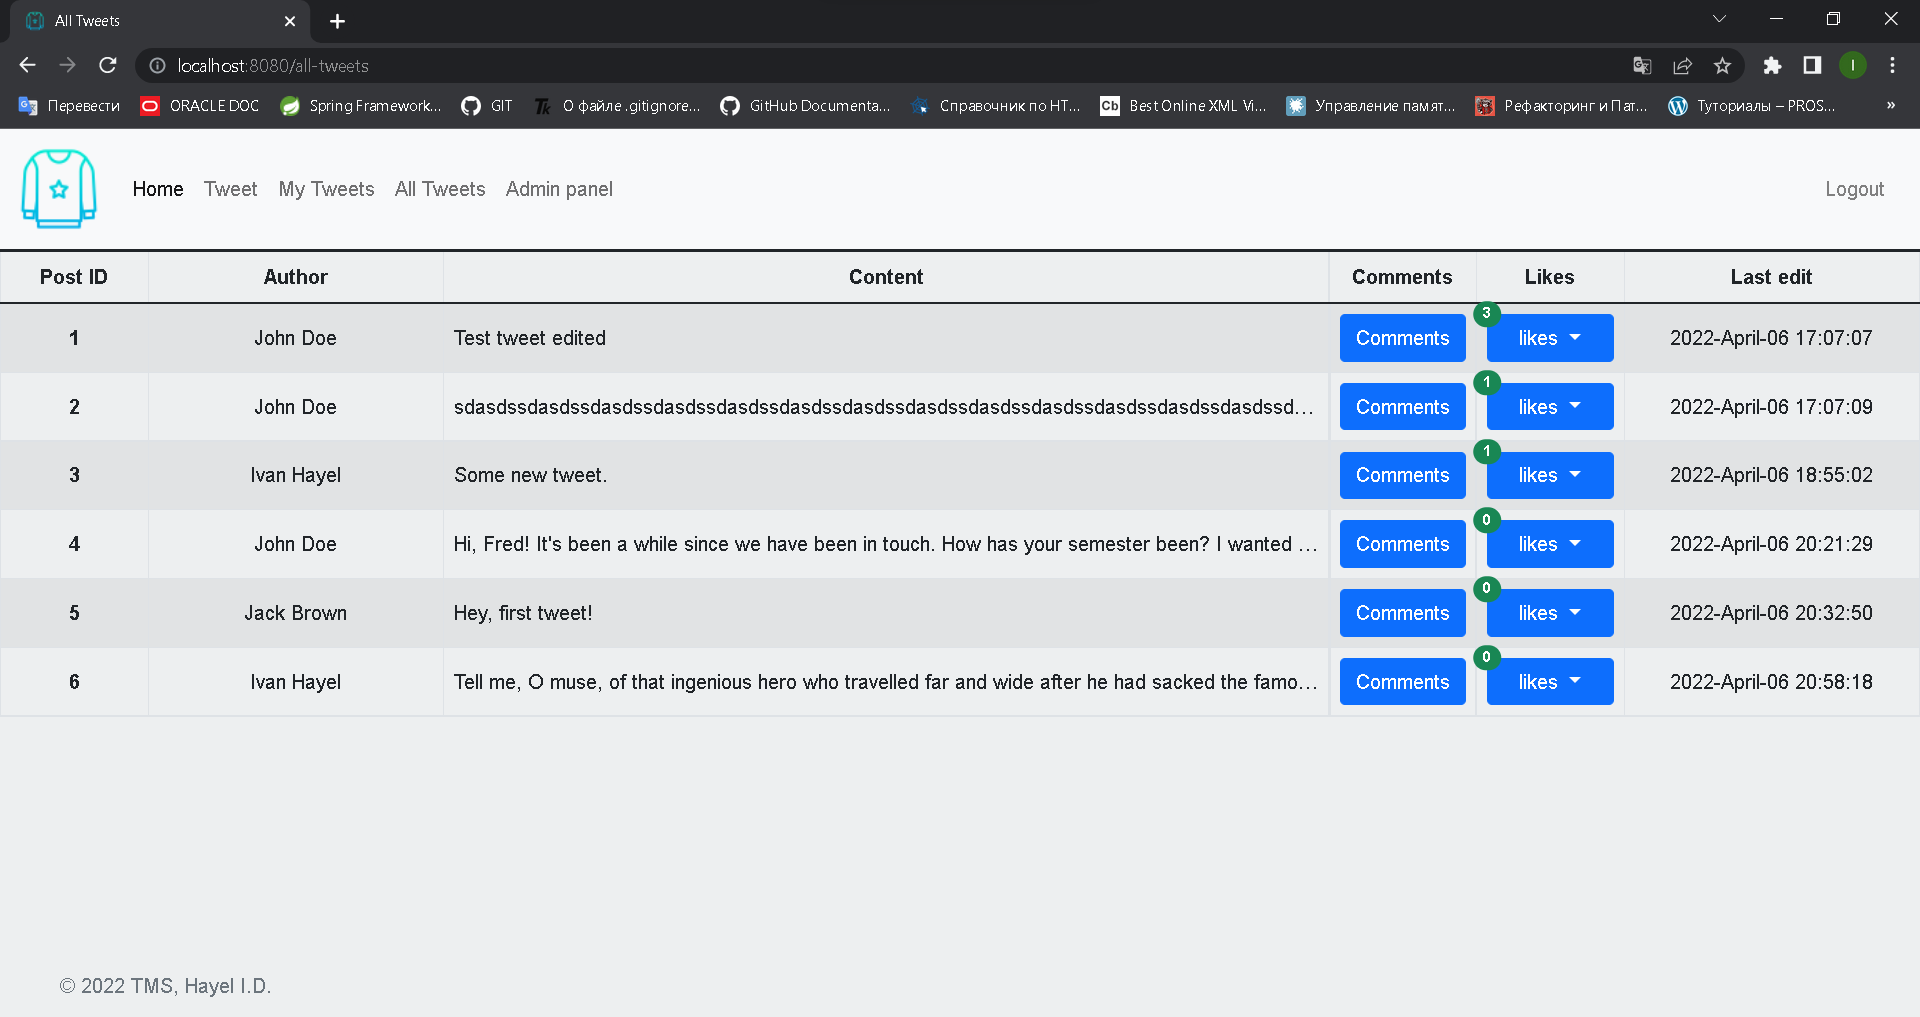 All Tweets
localhost:8080/all-tweets
I
Перевести ORACLE DOC Spring Framework... GIT Tk О файле .gitignore... GitHub Documenta... Справочник по HT... Cb Best Online XML Vi... Управление памят... Рефакторинг и Пат... Туториалы – PROS... »
Home Tweet My Tweets All Tweets Admin panel Logout
Post ID Author Content Comments Likes Last edit
1 John Doe Test tweet edited Comments 3 likes 2022-April-06 17:07:07
2 John Doe sdasdssdasdssdasdssdasdssdasdssdasdssdasdssdasdssdasdssdasdssdasdssdasdssdasdssd... Comments 1 likes 2022-April-06 17:07:09
3 Ivan Hayel Some new tweet. Comments 1 likes 2022-April-06 18:55:02
4 John Doe Hi, Fred! It's been a while since we have been in touch. How has your semester been? I wanted ... Comments 0 likes 2022-April-06 20:21:29
5 Jack Brown Hey, first tweet! Comments 0 likes 2022-April-06 20:32:50
6 Ivan Hayel Tell me, O muse, of that ingenious hero who travelled far and wide after he had sacked the famo... Comments 0 likes 2022-April-06 20:58:18
© 2022 TMS, Hayel I.D.